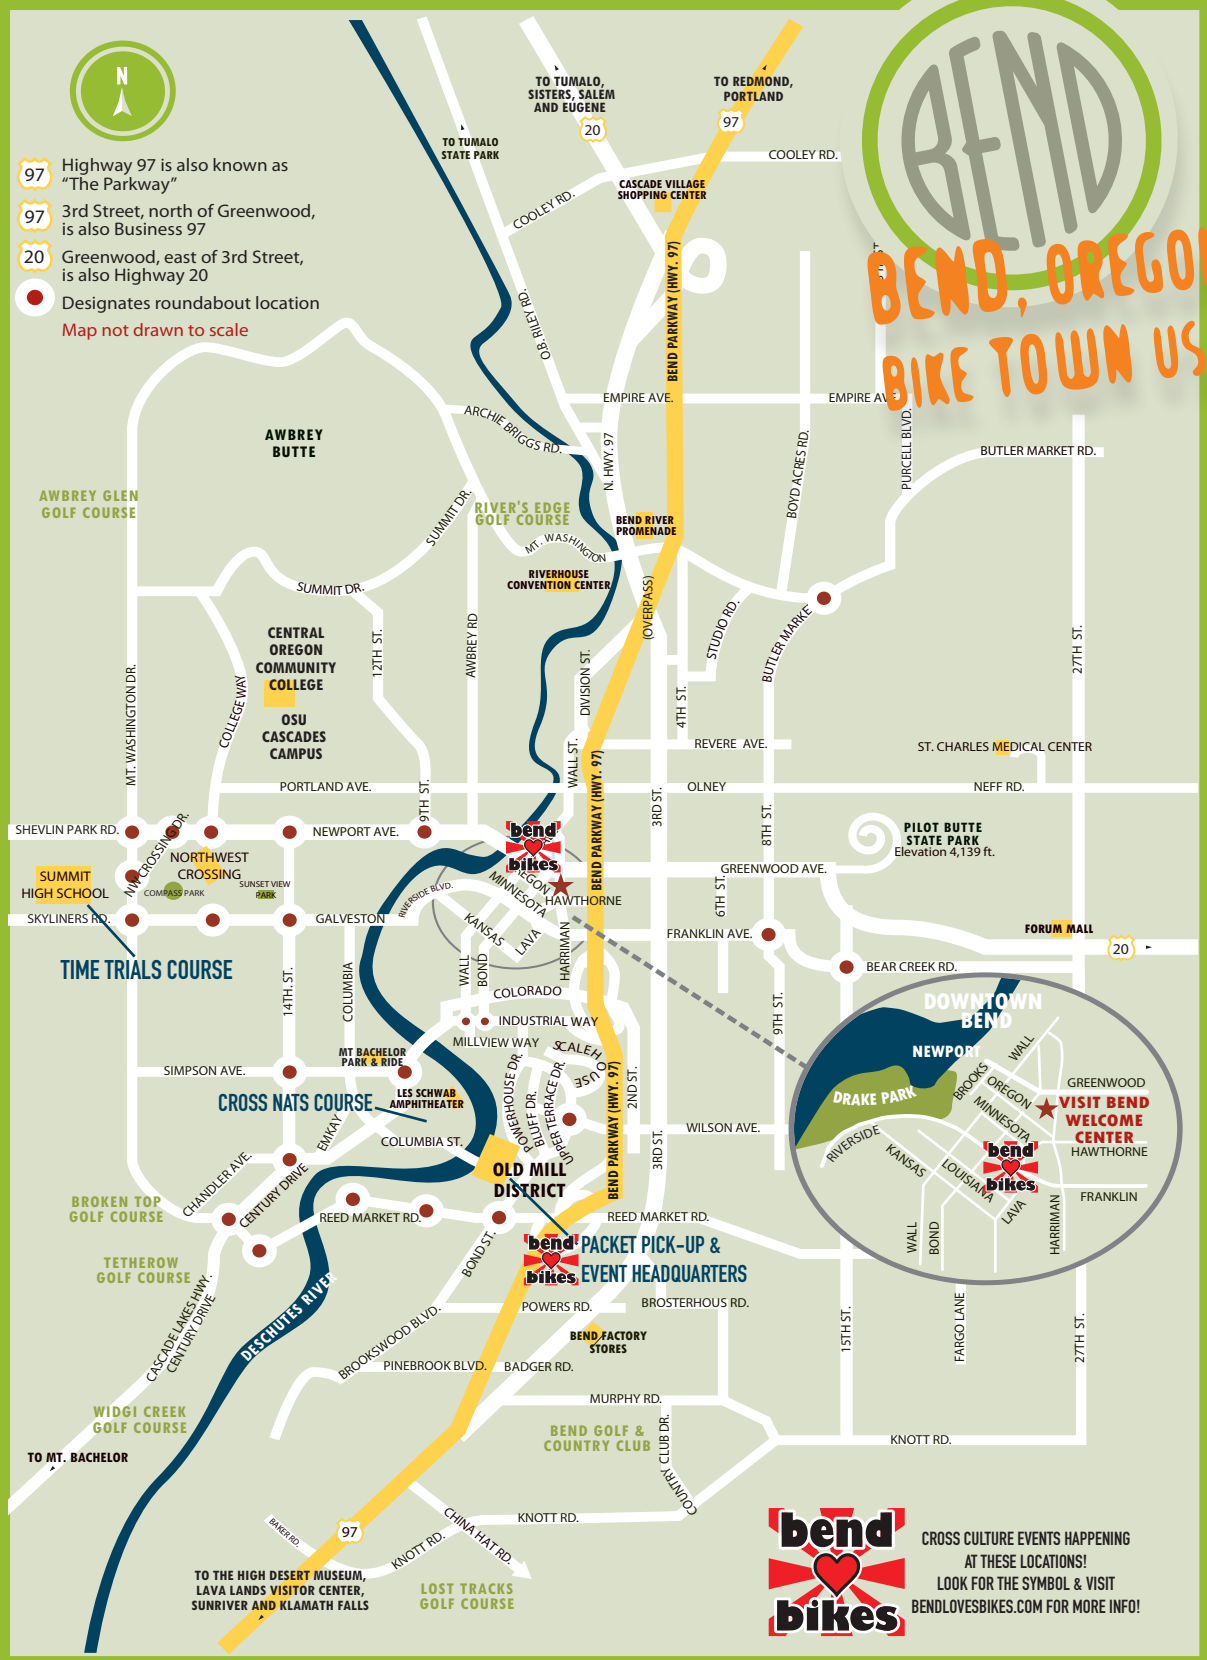 N
97
Highway 97 is also known as
“The Parkway”
97
3rd Street, north of Greenwood,
is also Business 97
20
Greenwood, east of 3rd Street,
is also Highway 20
Designates roundabout location
Map not drawn to scale
BEND
BEND, OREGON
BIKE TOWN US
TO TUMALO,
SISTERS, SALEM
AND EUGENE
20
TO REDMOND,
PORTLAND
97
TO TUMALO
STATE PARK
COOLEY RD.
COOLEY RD.
CASCADE VILLAGE
SHOPPING CENTER
BEND PARKWAY (HWY. 97)
O.B. RILEY RD.
EMPIRE AVE.
EMPIRE AVE
ARCHIE BRIGGS RD.
N. HWY. 97
BOYD ACRES RD.
PURCELL BLVD.
BUTLER MARKET RD.
AWBREY
BUTTE
AWBREY GLEN
GOLF COURSE
SUMMIT DR.
RIVER'S EDGE
GOLF COURSE
BEND RIVER
PROMENADE
MT. WASHINGTON
RIVERHOUSE
CONVENTION CENTER
SUMMIT DR.
(OVERPASS)
STUDIO RD.
BUTLER MARKE
27TH ST.
CENTRAL
OREGON
COMMUNITY
COLLEGE
OSU
CASCADES
CAMPUS
12TH ST.
AWBREY RD
DIVISION ST.
4TH ST.
MT. WASHINGTON DR.
COLLEGE WAY
WALL ST.
REVERE AVE.
ST. CHARLES MEDICAL CENTER
PORTLAND AVE.
9TH ST.
BEND PARKWAY (HWY. 97)
OLNEY
NEFF RD.
3RD ST.
8TH ST.
SHEVLIN PARK RD.
NW CROSSING DR.
NEWPORT AVE.
bend
bikes
PILOT BUTTE
STATE PARK
Elevation 4,139 ft.
NORTHWEST
CROSSING
SUMMIT
HIGH SCHOOL
COMPASS PARK
SUNSET VIEW
PARK
RIVERSIDE BLVD.
OREGON
MINNESOTA
HAWTHORNE
GREENWOOD AVE.
6TH ST.
SKYLINERS RD.
GALVESTON
KANSAS
LAVA
HARRIMAN
FRANKLIN AVE.
FORUM MALL
20
TIME TRIALS COURSE
WALL
BOND
BEAR CREEK RD.
14TH. ST.
COLUMBIA
COLORADO
INDUSTRIAL WAY
9TH ST.
MILLVIEW WAY
SCALEHOUSE
MT BACHELOR
PARK & RIDE
SIMPSON AVE.
POWERHOUSE DR.
BLUFF DR.
UPPER TERRACE DR.
BEND PARKWAY (HWY. 97)
2ND ST.
LES SCHWAB
AMPHITHEATER
CROSS NATS COURSE
EMKAY
COLUMBIA ST.
WILSON AVE.
3RD ST.
CHANDLER AVE.
CENTURY DRIVE
OLD MILL
DISTRICT
BROKEN TOP
GOLF COURSE
REED MARKET RD.
REED MARKET RD.
BOND ST.
bend
bikes
PACKET PICK-UP &
EVENT HEADQUARTERS
TETHEROW
GOLF COURSE
CASCADE LAKES HWY.
CENTURY DRIVE
DESCHUTES RIVER
BROOKSWOOD BLVD.
POWERS RD.
BROSTERHOUS RD.
BEND FACTORY
STORES
PINEBROOK BLVD.
BADGER RD.
MURPHY RD.
15TH ST.
FARGO LANE
27TH ST.
WIDGI CREEK
GOLF COURSE
BEND GOLF &
COUNTRY CLUB
COUNTRY CLUB DR.
KNOTT RD.
TO MT. BACHELOR
BAKER RD.
97
KNOTT RD.
CHINA HAT RD.
KNOTT RD.
TO THE HIGH DESERT MUSEUM,
LAVA LANDS VISITOR CENTER,
SUNRIVER AND KLAMATH FALLS
LOST TRACKS
GOLF COURSE
DOWNTOWN
BEND
NEWPORT
DRAKE PARK
BROOKS
WALL
OREGON
MINNESOTA
GREENWOOD
VISIT BEND
WELCOME
CENTER
HAWTHORNE
RIVERSIDE
KANSAS
LOUISIANA
LAVA
bend
bikes
FRANKLIN
WALL
BOND
HARRIMAN
bend
bikes
CROSS CULTURE EVENTS HAPPENING
AT THESE LOCATIONS!
LOOK FOR THE SYMBOL & VISIT
BENDLOVESBIKES.COM FOR MORE INFO!